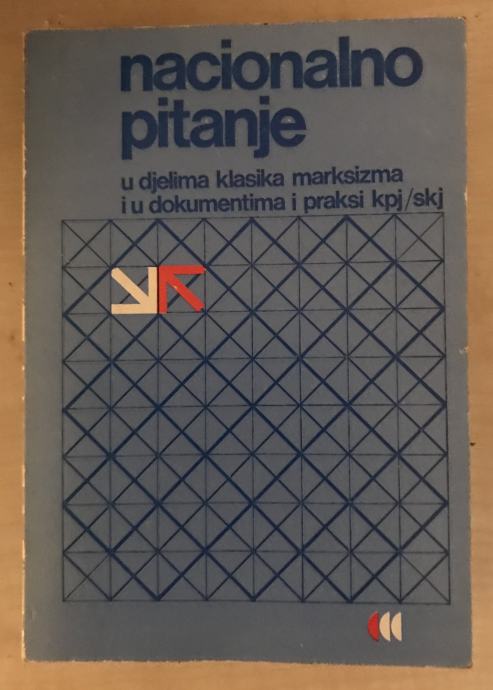 nacionalno
pitanje
u djelima klasika marksizma
i u dokumentima i praksi kpj/skj